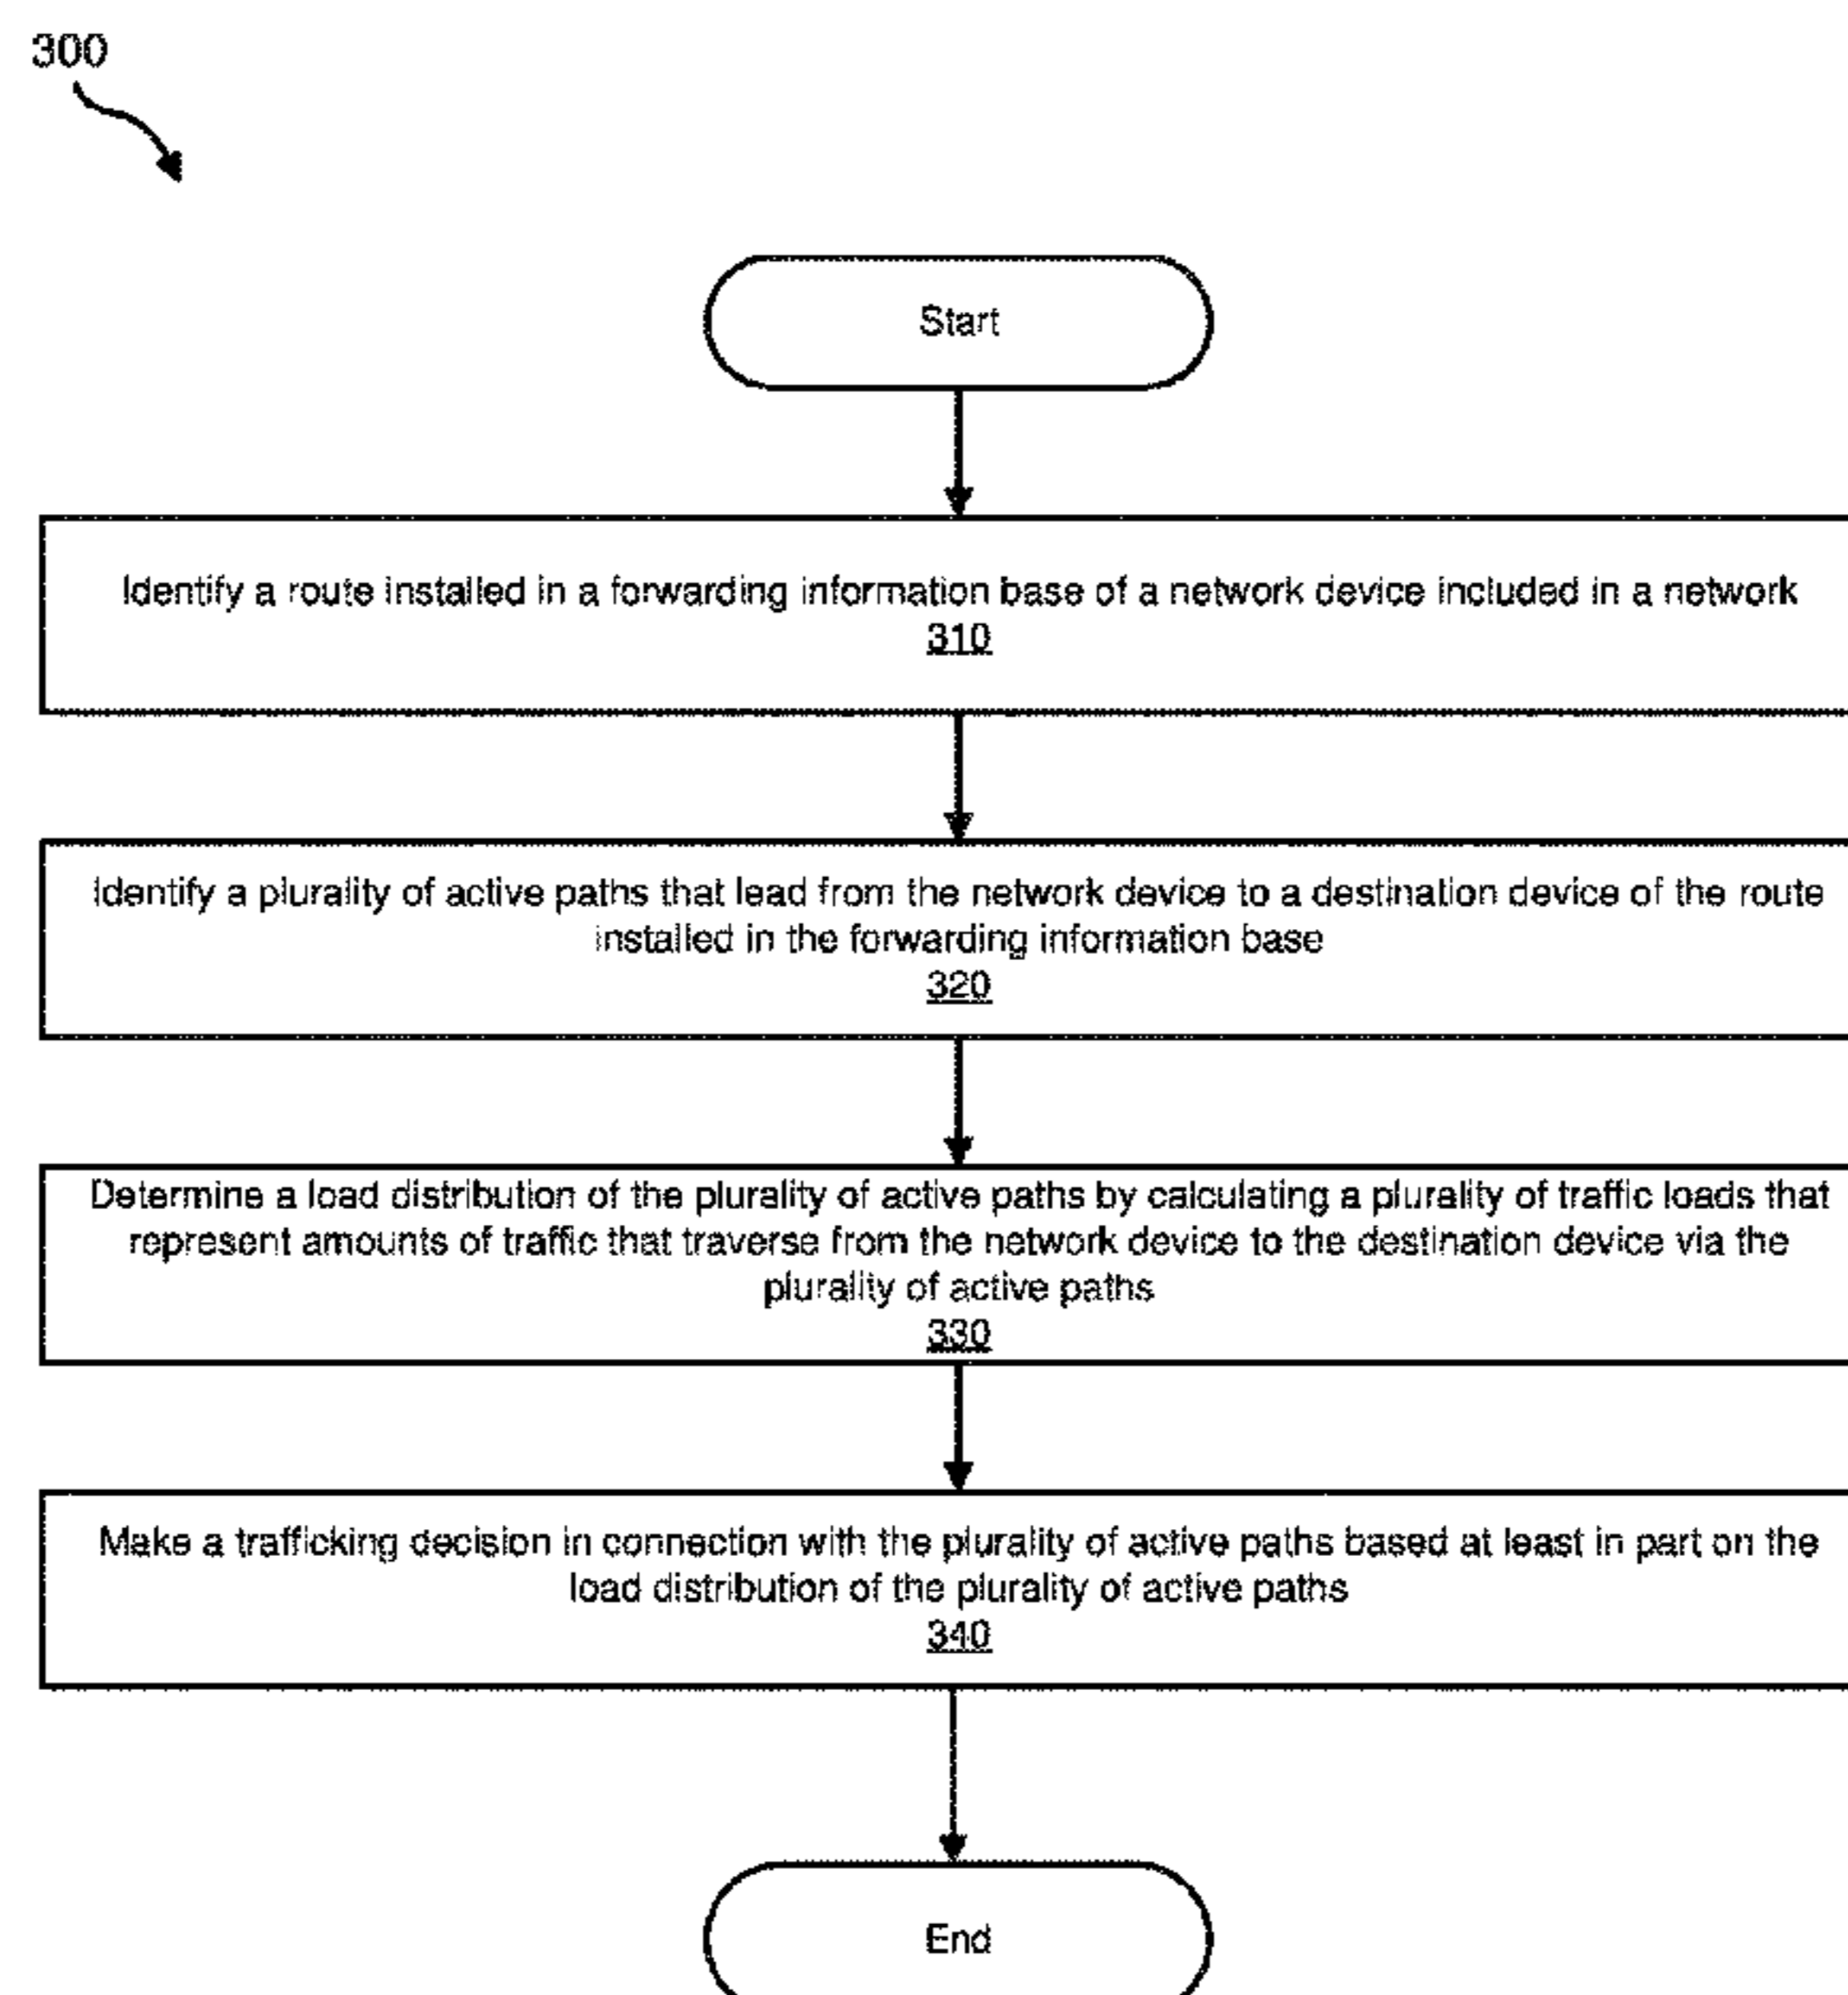 300
Start
Identify a route installed in a forwarding information base of a network device included in a network
310
Identify a plurality of active paths that lead from the network device to a destination device of the route
installed in the forwarding information base
320
Determine a load distribution of the plurality of active paths by calculating a plurality of traffic loads that
represent amounts of traffic that traverse from the network device to the destination device via the
plurality of active paths
330
Make a trafficking decision in connection with the plurality of active paths based at least in part on the
load distribution of the plurality of active paths
340
End